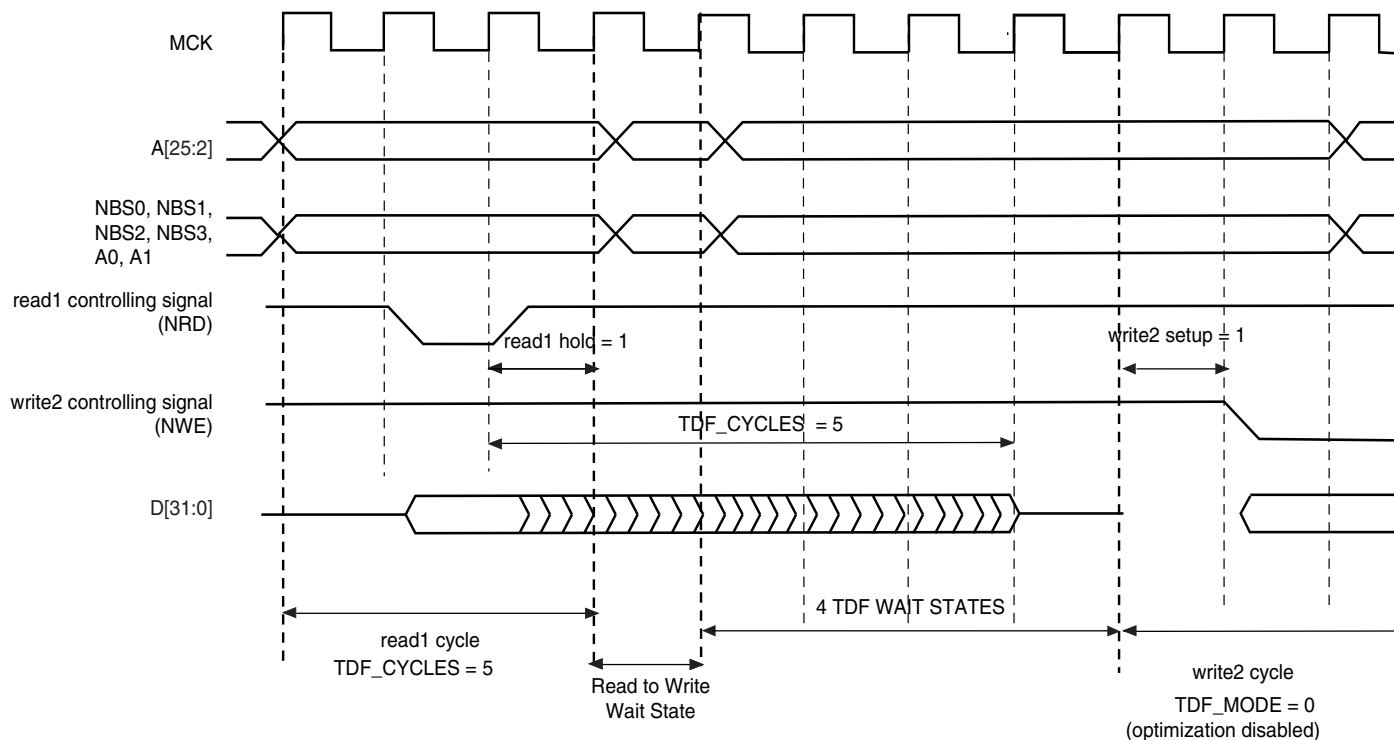 MCK
A[25:2]
NBS0, NBS1,
NBS2, NBS3,
A0, A1
read1 controlling signal
(NRD)
read1 hold = 1
write2 setup = 1
write2 controlling signal
(NWE)
TDF_CYCLES = 5
D[31:0]
4 TDF WAIT STATES
read1 cycle
TDF_CYCLES = 5
Read to Write
Wait State
write2 cycle
TDF_MODE = 0
(optimization disabled)